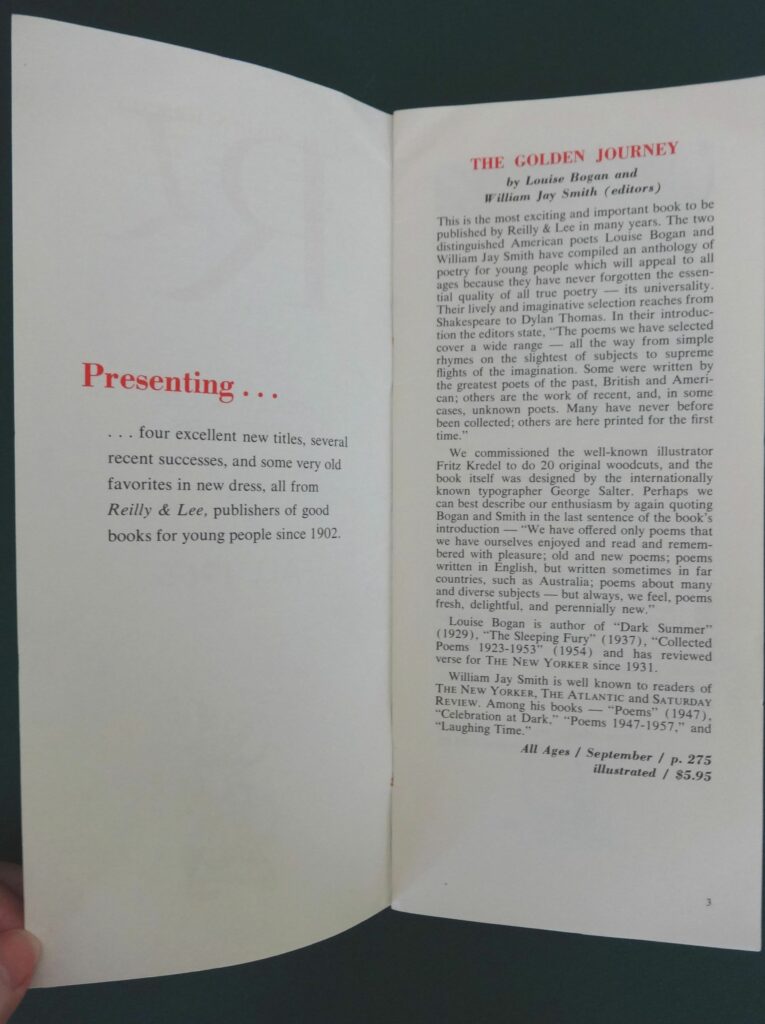 Presenting . . .
. . . four excellent new titles, several
recent successes, and some very old
favorites in new dress, all from
Reilly & Lee, publishers of good
books for young people since 1902.
THE GOLDEN JOURNEY
by Louise Bogan and
William Jay Smith (editors)
This is the most exciting and important book to be
published by Reilly & Lee in many years. The two
distinguished American poets Louise Bogan and
William Jay Smith have compiled an anthology of
poetry for young people which will appeal to all
ages because they have never forgotten the essen-
tial quality of all true poetry — its universality.
Their lively and imaginative selection reaches from
Shakespeare to Dylan Thomas. In their introduc-
tion the editors state, "The poems we have selected
cover a wide range — all the way from simple
rhymes on the slightest of subjects to supreme
flights of the imagination. Some were written by
the greatest poets of the past, British and Ameri-
can; others are the work of recent, and, in some
cases, unknown poets. Many have never before
been collected; others are here printed for the first
time."
We commissioned the well-known illustrator
Fritz Kredel to do 20 original woodcuts, and the
book itself was designed by the internationally
known typographer George Salter. Perhaps we
can best describe our enthusiasm by again quoting
Bogan and Smith in the last sentence of the book's
introduction — "We have offered only poems that
we have ourselves enjoyed and read and remem-
bered with pleasure; old and new poems; poems
written in English, but written sometimes in far
countries, such as Australia; poems about many
and diverse subjects — but always, we feel, poems
fresh, delightful, and perennially new."
Louise Bogan is author of "Dark Summer"
(1929), "The Sleeping Fury" (1937), "Collected
Poems 1923-1953" (1954) and has reviewed
verse for THE NEW YORKER since 1931.
William Jay Smith is well known to readers of
THE NEW YORKER, THE ATLANTIC and SATURDAY
REVIEW. Among his books — "Poems" (1947),
"Celebration at Dark," "Poems 1947-1957," and
"Laughing Time."
All Ages / September / p. 275
illustrated / $5.95
3